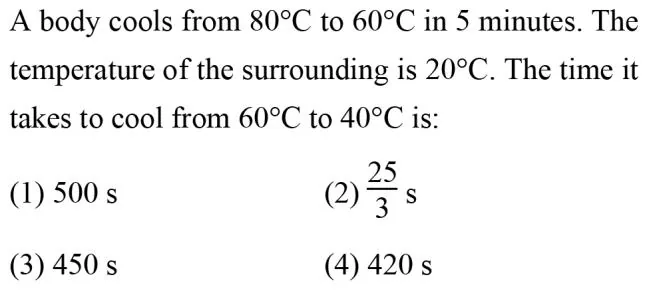 A body cools from 80°C to 60°C in 5 minutes. The
temperature of the surrounding is 20°C. The time it
takes to cool from 60°C to 40°C is:
(1) 500 s (2) 25/3 s
(3) 450 s (4) 420 s